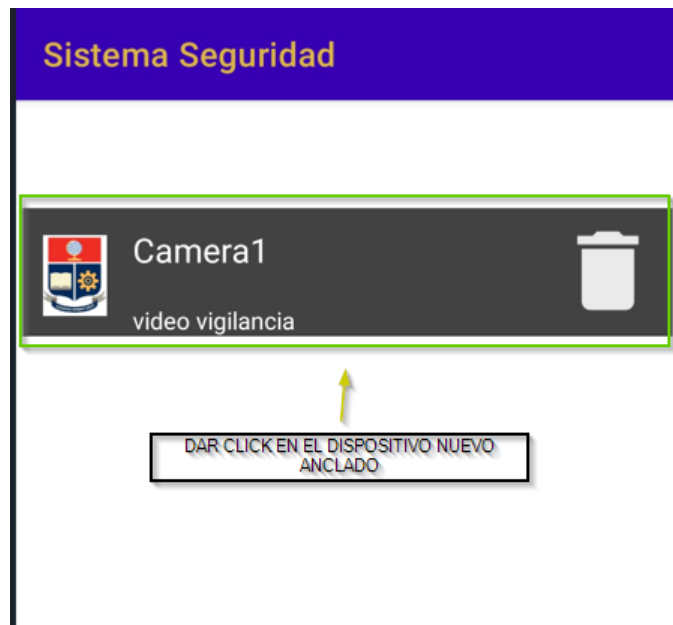 Sistema Seguridad
Camera1
video vigilancia
DAR CLICK EN EL DISPOSITIVO NUEVO
ANCLADO